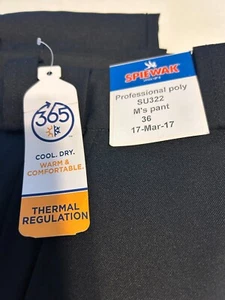 365
COOL. DRY.
WARM &
COMFORTABLE.
THERMAL
REGULATION
SPIEWAK
Professional poly
SU322
M's pant
36
17-Mar-17